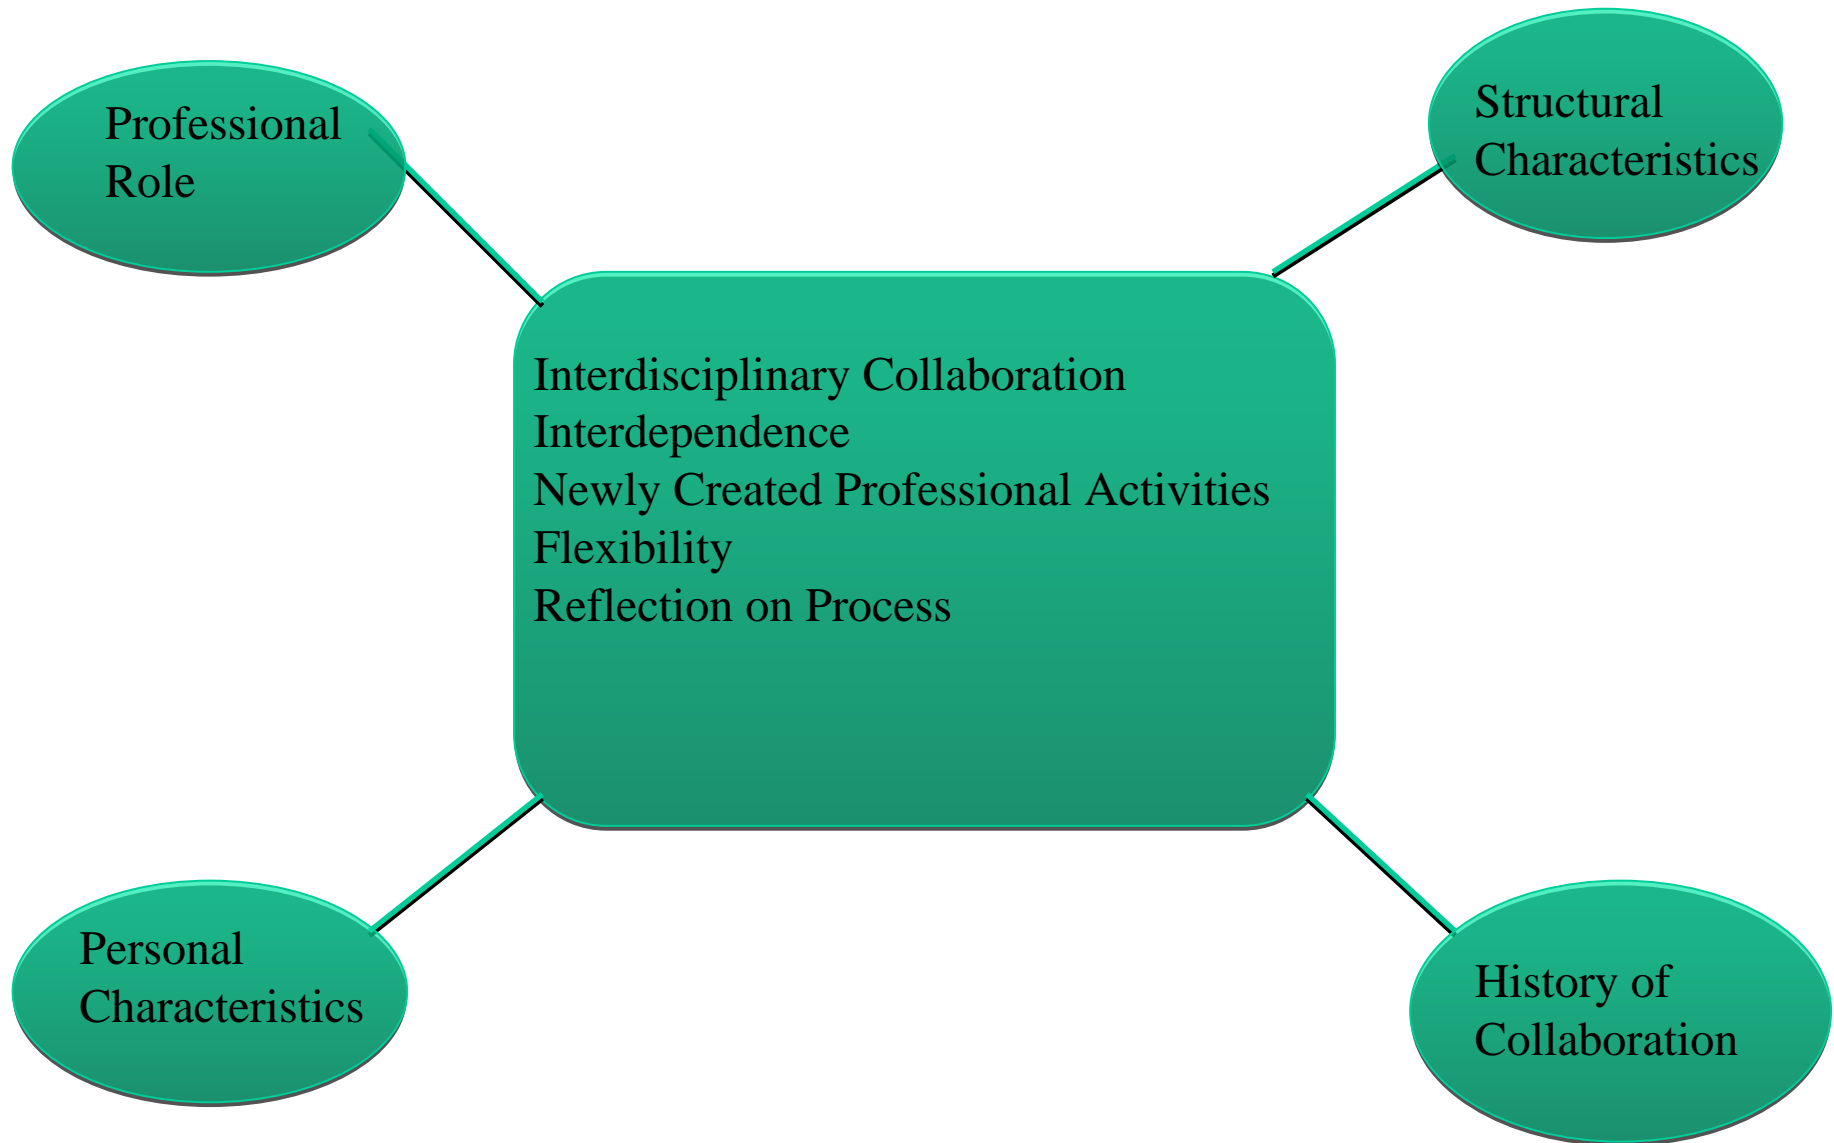 Professional
Role
Structural
Characteristics
Interdisciplinary Collaboration
Interdependence
Newly Created Professional Activities
Flexibility
Reflection on Process
Personal
Characteristics
History of
Collaboration